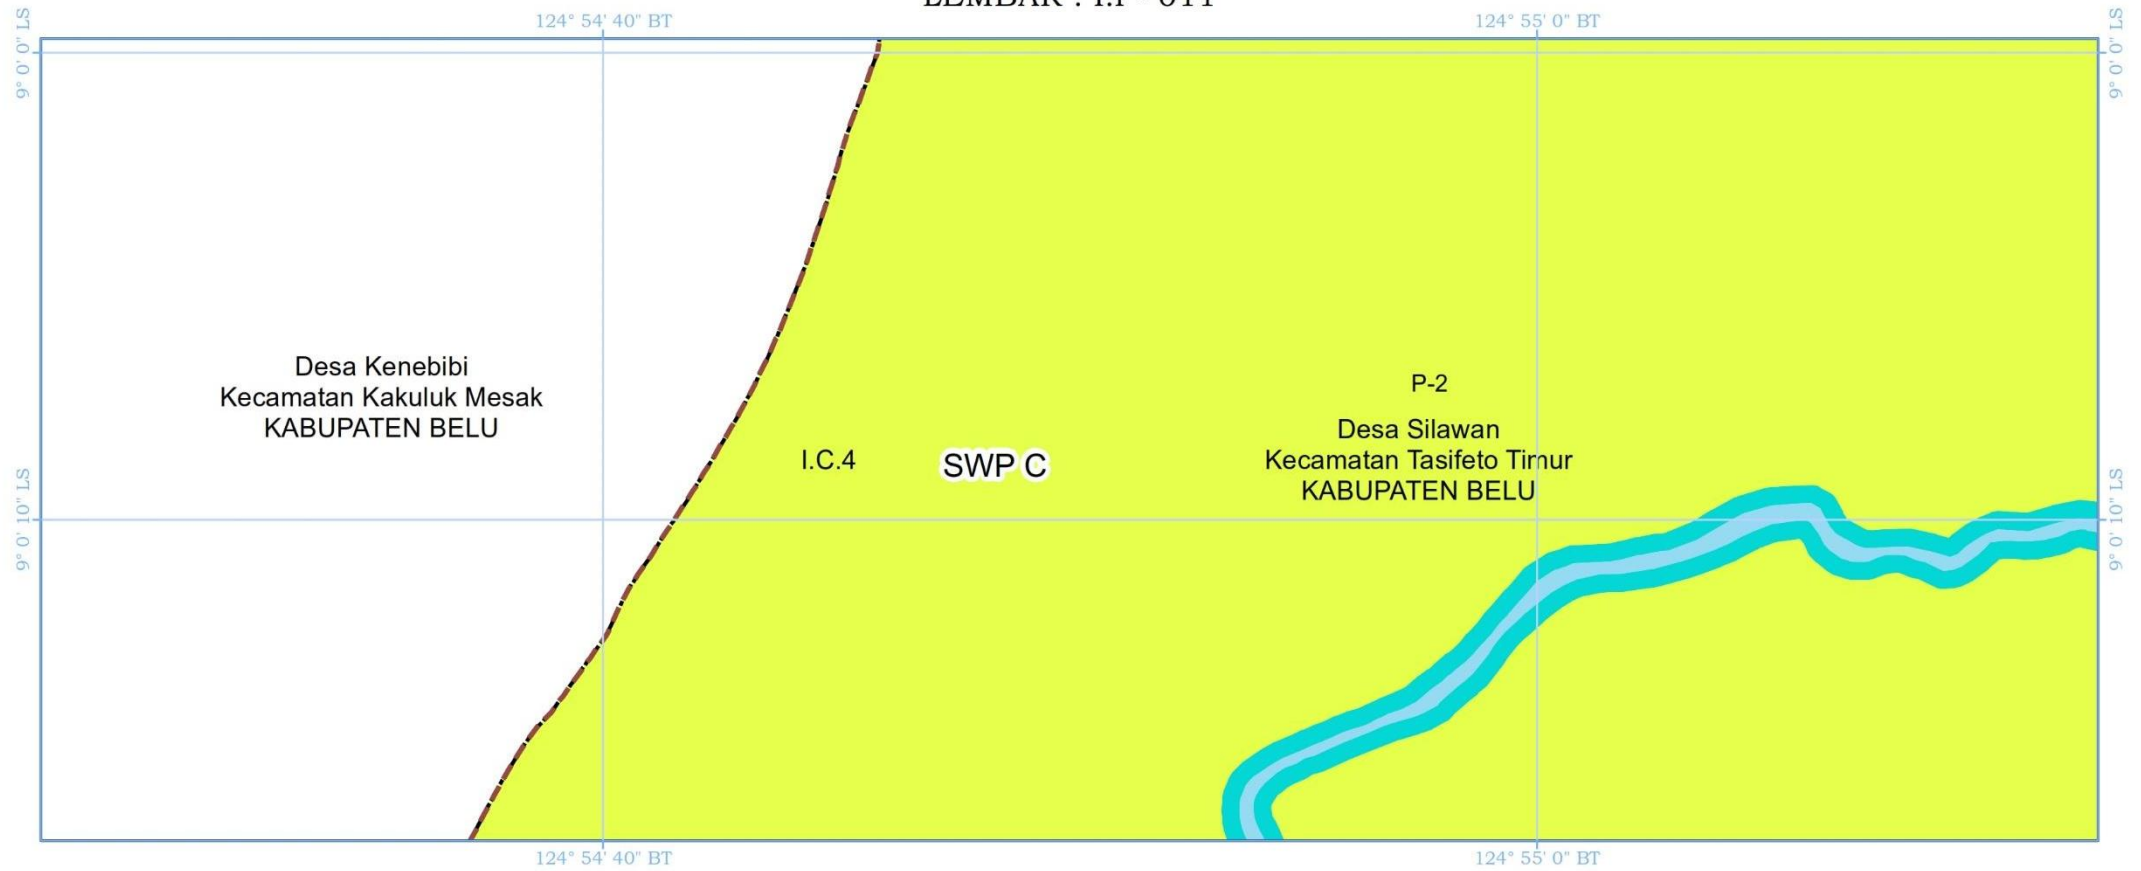 124° 54' 40" BT
124° 55' 0" BT
9° 0' 0" LS
9° 0' 0" LS
Desa Kenebibi
Kecamatan Kakuluk Mesak
KABUPATEN BELU
P-2
I.C.4
SWP C
Desa Silawan
Kecamatan Tasifeto Timur
KABUPATEN BELU
9° 0' 10" LS
9° 0' 10" LS
124° 54' 40" BT
124° 55' 0" BT